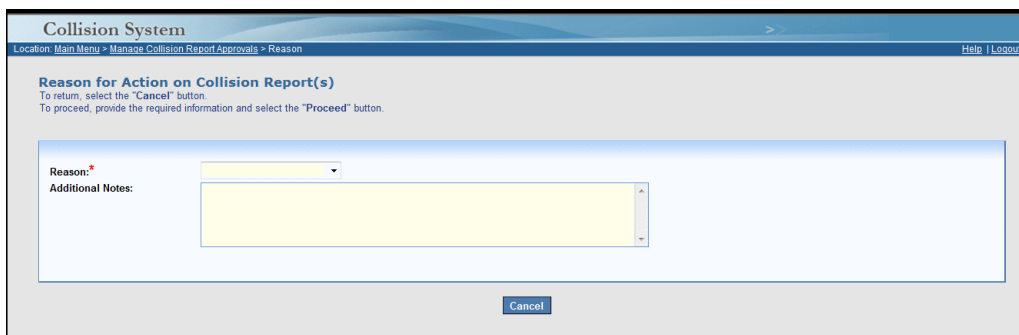 Collision System
>>
Location: Main Menu > Manage Collision Report Approvals > Reason
Help | Logout
Reason for Action on Collision Report(s)
To return, select the "Cancel" button.
To proceed, provide the required information and select the "Proceed" button.
Reason:*
Additional Notes:
Cancel